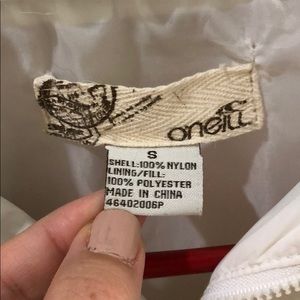 oneill
S
SHELL:100% NYLON
LINING/FILL:
100% POLYESTER
MADE IN CHINA
46402006P